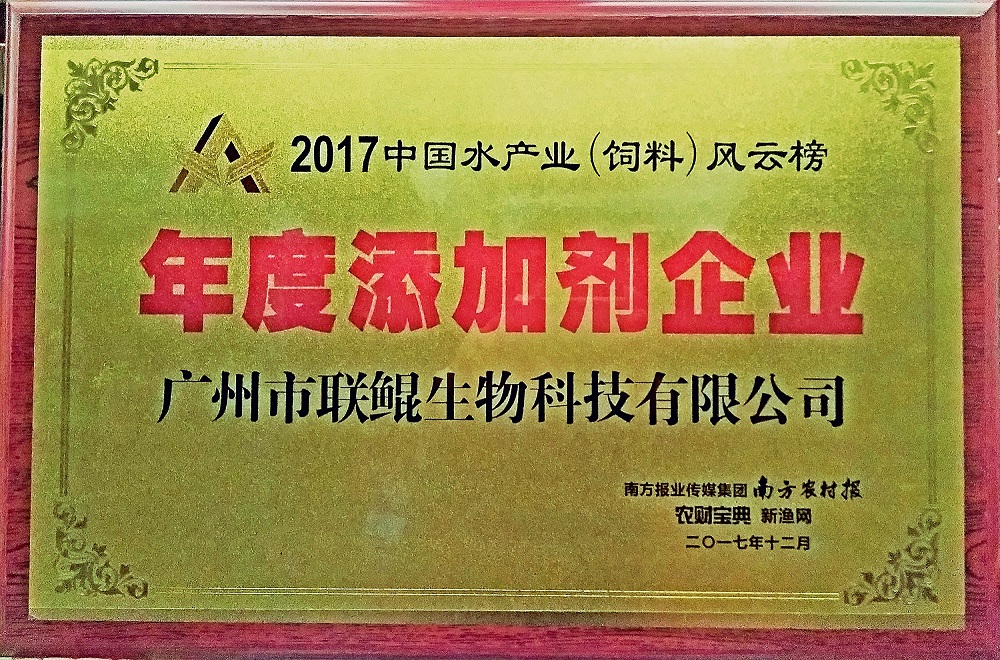 2017中国水产业(饲料)风云榜
年度添加剂企业
广州市联鲲生物科技有限公司
南方报业传媒集团 南方农村报
农财宝典 新渔网
二〇一七年十二月